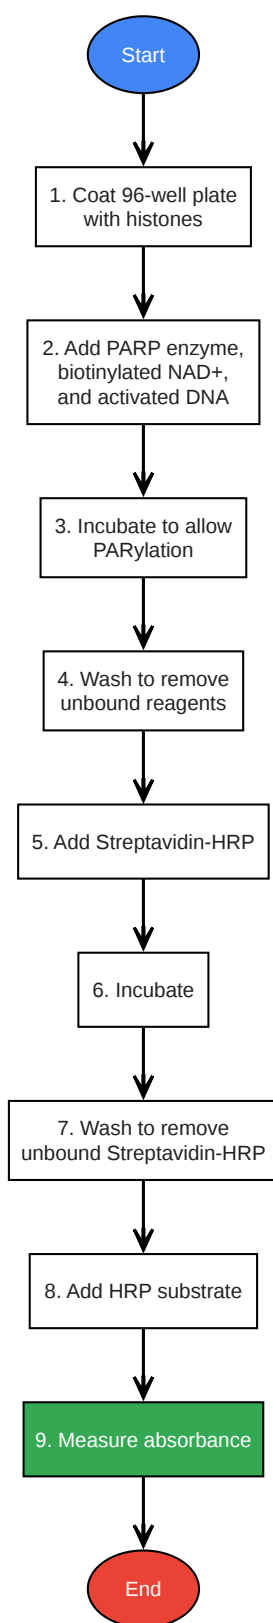 Start
1. Coat 96-well plate
with histones
2. Add PARP enzyme,
biotinylated NAD+,
and activated DNA
3. Incubate to allow
PARylation
4. Wash to remove
unbound reagents
5. Add Streptavidin-HRP
6. Incubate
7. Wash to remove
unbound Streptavidin-HRP
8. Add HRP substrate
9. Measure absorbance
End